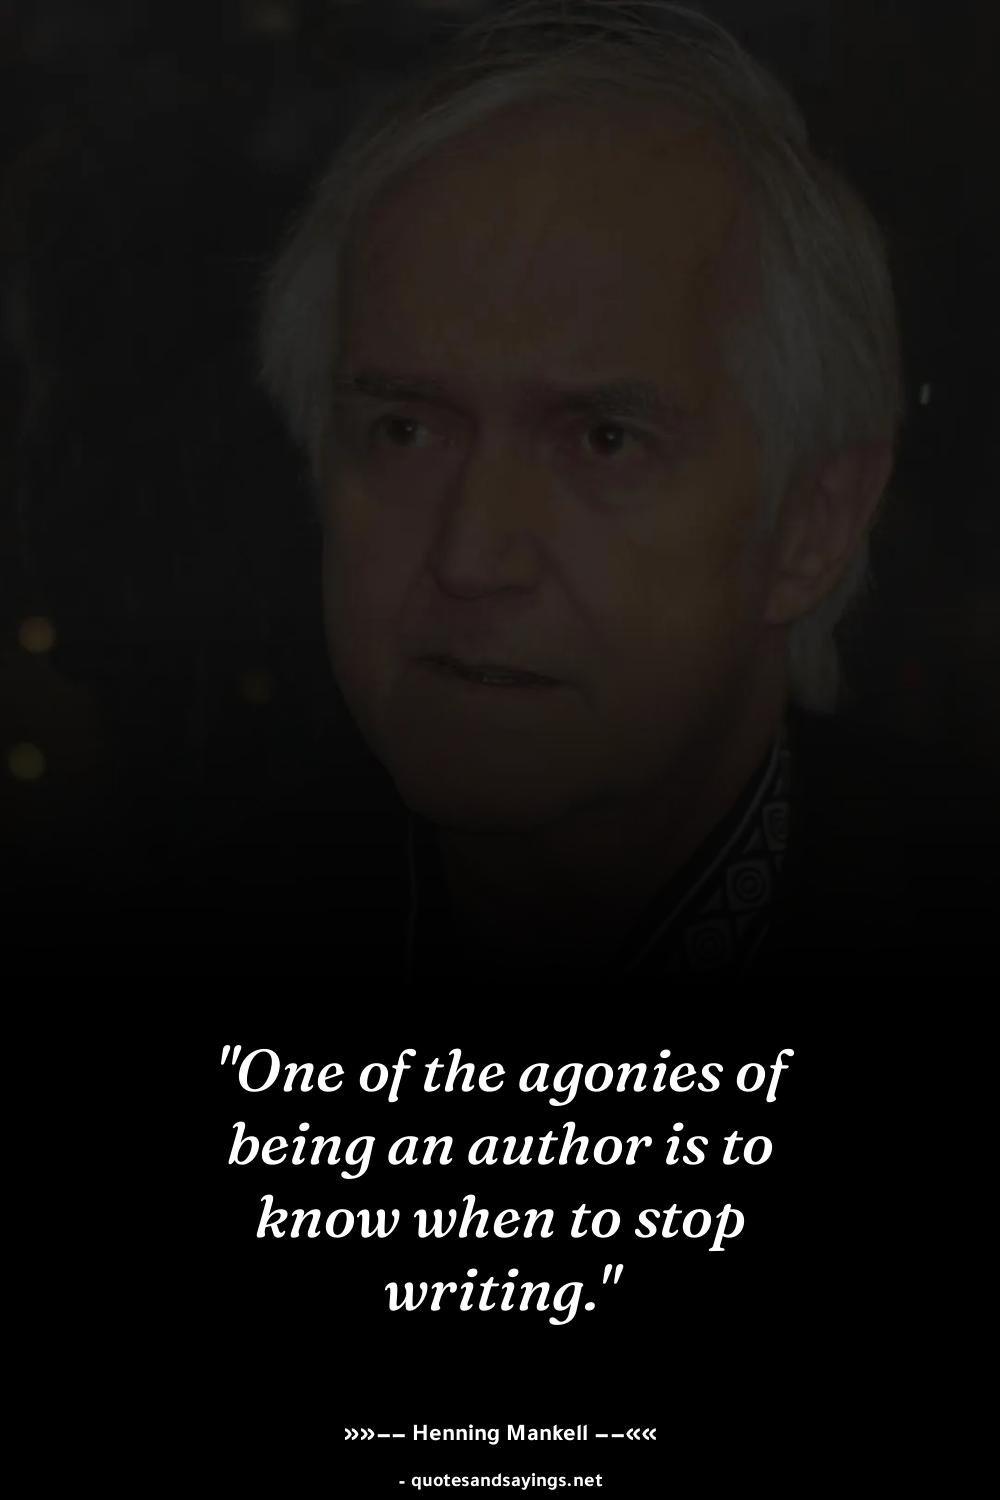 "One of the agonies of
being an author is to
know when to stop
writing."
»»−− Henning Mankell −−««
- quotesandsayings.net